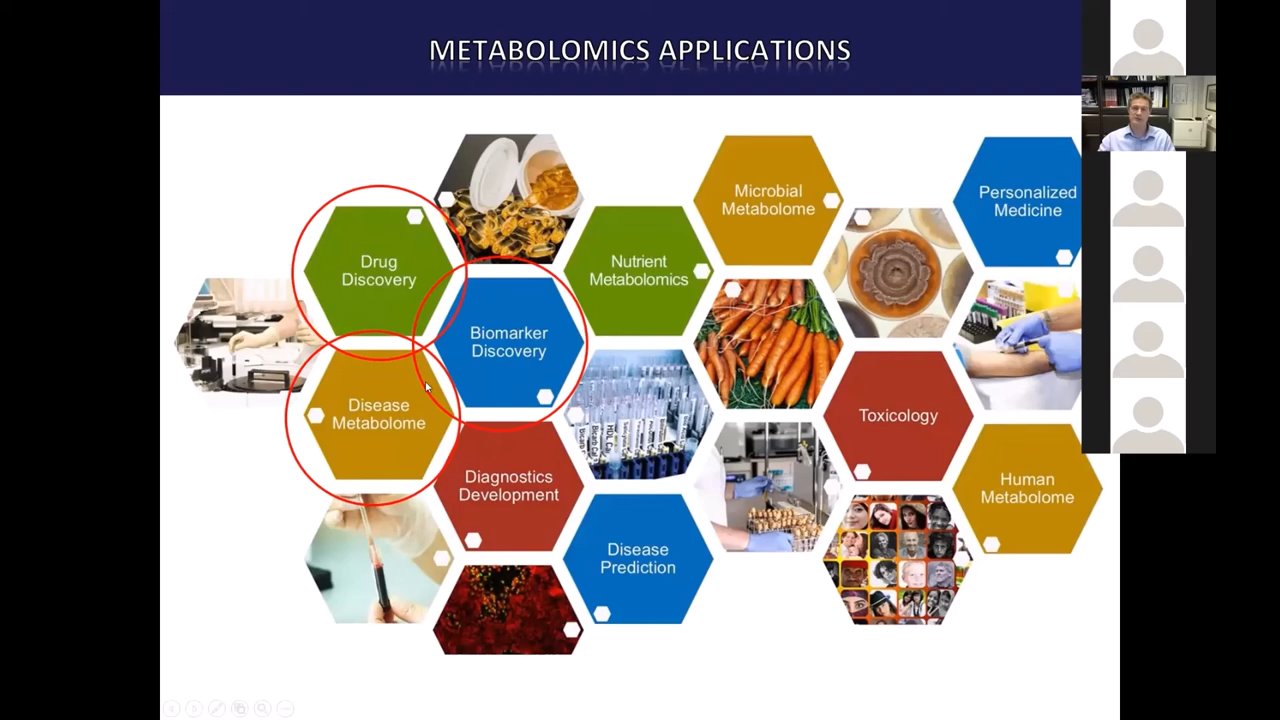 METABOLOMICS APPLICATIONS
Drug
Discovery
Biomarker
Discovery
Disease
Metabolome
Diagnostics
Development
Nutrient
Metabolomics
Disease
Prediction
Microbial
Metabolome
Toxicology
Personalized
Medicine
Human
Metabolome